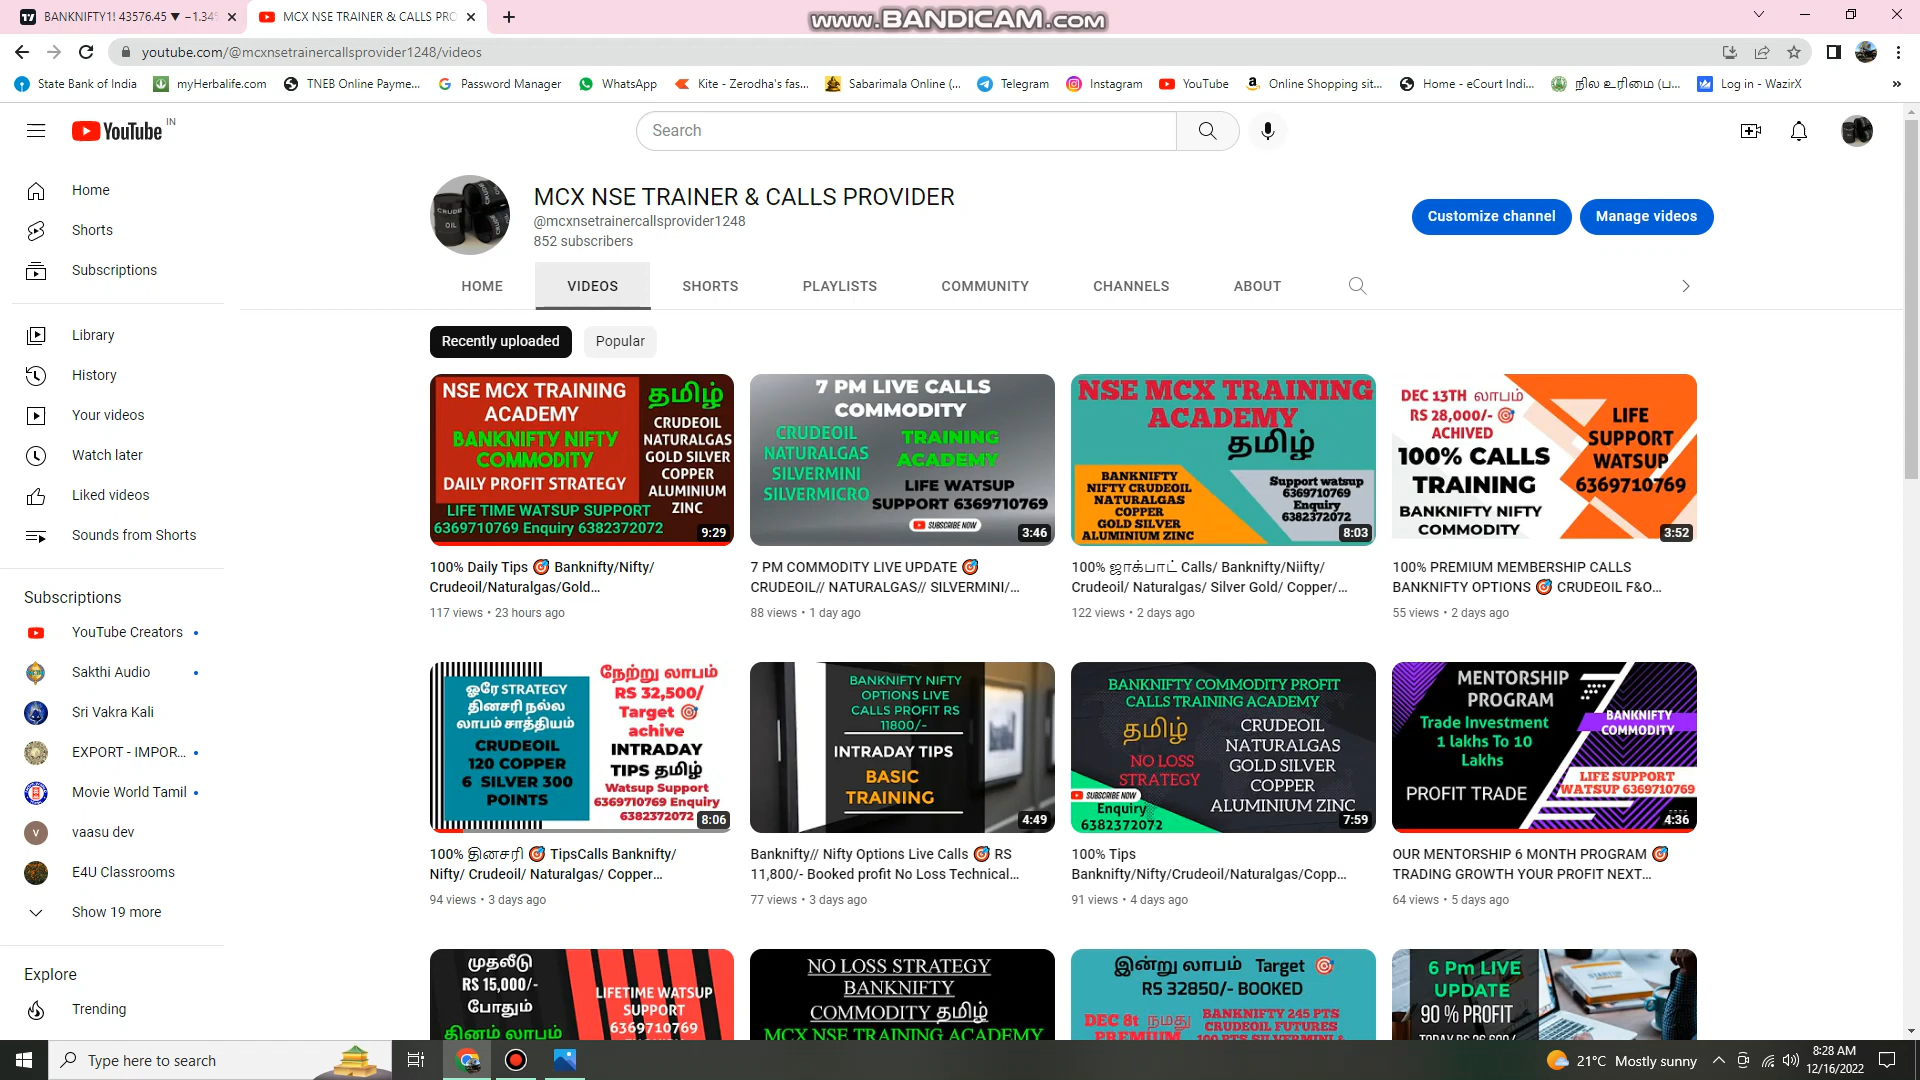 BANKNIFTY1! 43576.45 ▼ −1.34%
MCX NSE TRAINER & CALLS PRO
www.BANDICAM.com
youtube.com/@mcxnsetrainercallsprovider1248/videos
State Bank of India
myHerbalife.com
TNEB Online Payme...
Password Manager
WhatsApp
Kite - Zerodha's fas...
Sabarimala Online (...
Telegram
Instagram
YouTube
Online Shopping sit...
Home - eCourt Indi...
நில உரிமை (ப...
Log in - WazirX
»
YouTube IN
Search
Home
Shorts
Subscriptions
Library
History
Your videos
Watch later
Liked videos
Sounds from Shorts
Subscriptions
YouTube Creators
Sakthi Audio
Sri Vakra Kali
EXPORT - IMPOR...
Movie World Tamil
v
vaasu dev
E4U Classrooms
Show 19 more
Explore
Trending
CRUDE
OIL
MCX NSE TRAINER & CALLS PROVIDER
@mcxnsetrainercallsprovider1248
852 subscribers
Customize channel
Manage videos
HOME
VIDEOS
SHORTS
PLAYLISTS
COMMUNITY
CHANNELS
ABOUT
Recently uploaded
Popular
NSE MCX TRAINING
ACADEMY
BANKNIFTY NIFTY
COMMODITY
DAILY PROFIT STRATEGY
தமிழ்
CRUDEOIL
NATURALGAS
GOLD SILVER
COPPER
ALUMINIUM
ZINC
LIFE TIME WATSUP SUPPORT
6369710769 Enquiry 6382372072
9:29
100% Daily Tips 🎯 Banknifty/Nifty/
Crudeoil/Naturalgas/Gold...
117 views • 23 hours ago
7 PM LIVE CALLS
COMMODITY
CRUDEOIL
NATURALGAS
SILVERMINI
SILVERMICRO
TRAINING
ACADEMY
LIFE WATSUP
SUPPORT 6369710769
SUBSCRIBE NOW
3:46
7 PM COMMODITY LIVE UPDATE 🎯
CRUDEOIL// NATURALGAS// SILVERMINI/...
88 views • 1 day ago
NSE MCX TRAINING
ACADEMY
தமிழ்
BANKNIFTY
NIFTY CRUDEOIL
NATURALGAS
COPPER
GOLD SILVER
ALUMINIUM ZINC
Support watsup
6369710769
Enquiry
6382372072
8:03
100% ஜாக்பாட் Calls/ Banknifty/Niifty/
Crudeoil/ Naturalgas/ Silver Gold/ Copper/...
122 views • 2 days ago
DEC 13TH லாபம்
RS 28,000/- 🎯
ACHIVED
100% CALLS
TRAINING
BANKNIFTY NIFTY
COMMODITY
LIFE
SUPPORT
WATSUP
6369710769
3:52
100% PREMIUM MEMBERSHIP CALLS
BANKNIFTY OPTIONS 🎯 CRUDEOIL F&O...
55 views • 2 days ago
ஓரே STRATEGY
தினசரி நல்ல
லாபம் சாத்தியம்
CRUDEOIL
120 COPPER
6 SILVER 300
POINTS
நேற்று லாபம்
RS 32,500/
Target 🎯
achive
INTRADAY
TIPS தமிழ்
Watsup Support
6369710769 Enquiry
6382372072
8:06
100% தினசரி 🎯 TipsCalls Banknifty/
Nifty/ Crudeoil/ Naturalgas/ Copper...
94 views • 3 days ago
BANKNIFTY NIFTY
OPTIONS LIVE
CALLS PROFIT RS
11800/-
INTRADAY TIPS
BASIC
TRAINING
4:49
Banknifty// Nifty Options Live Calls 🎯 RS
11,800/- Booked profit No Loss Technical...
77 views • 3 days ago
BANKNIFTY COMMODITY PROFIT
CALLS TRAINING ACADEMY
தமிழ்
NO LOSS
STRATEGY
SUBSCRIBE NOW
Enquiry
6382372072
CRUDEOIL
NATURALGAS
GOLD SILVER
COPPER
ALUMINIUM ZINC
7:59
100% Tips
Banknifty/Nifty/Crudeoil/Naturalgas/Copp...
91 views • 4 days ago
MENTORSHIP
PROGRAM
Trade Investment
1 lakhs To 10
Lakhs
PROFIT TRADE
BANKNIFTY
COMMODITY
LIFE SUPPORT
WATSUP 6369710769
4:36
OUR MENTORSHIP 6 MONTH PROGRAM 🎯
TRADING GROWTH YOUR PROFIT NEXT...
64 views • 5 days ago
முதலீடு
RS 15,000/-
போதும்
தினம் லாபம்
LIFETIME WATSUP
SUPPORT
6369710769
NO LOSS STRATEGY
BANKNIFTY
COMMODITY தமிழ்
MCX NSE TRAINING ACADEMY
இன்று லாபம் Target 🎯
RS 32850/- BOOKED
DEC 8t நமது
PREMIUM
BANKNIFTY 245 PTS
CRUDEOIL FUTURES
6 Pm LIVE
UPDATE
90 % PROFIT
Type here to search
21°C Mostly sunny
8:28 AM
12/16/2022